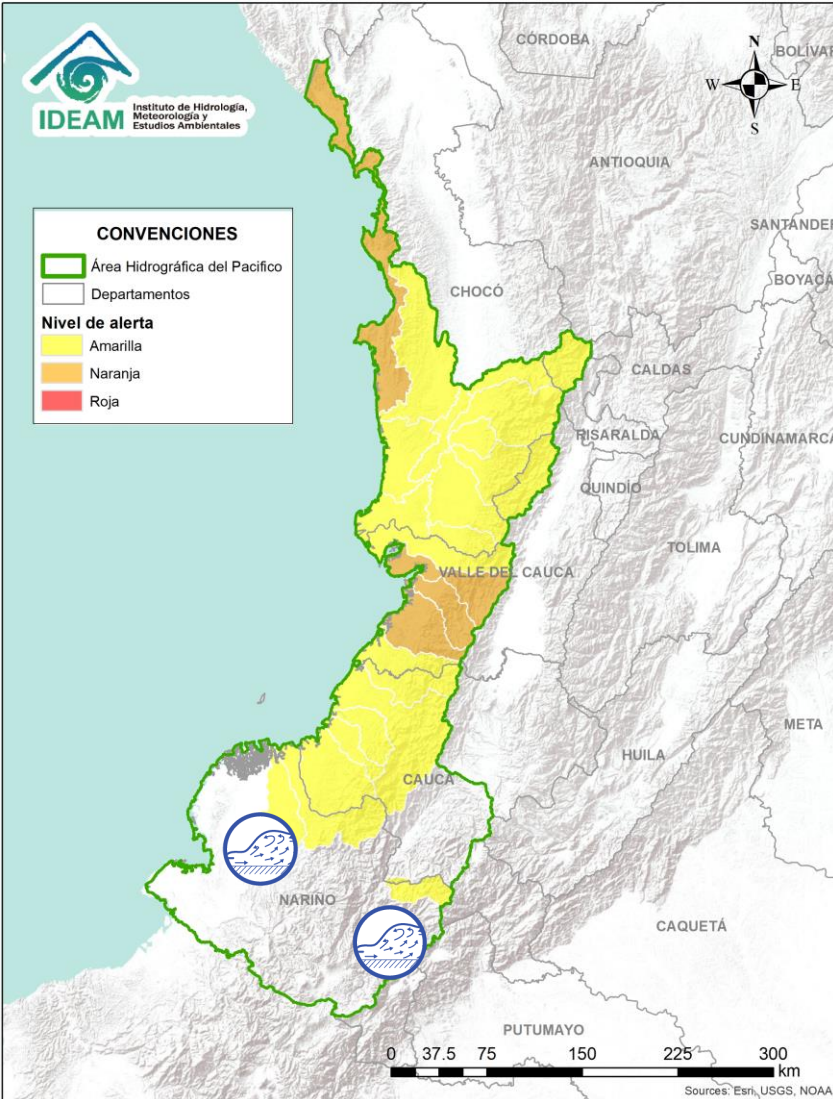 IDEAM
Instituto de Hidrología,
Meteorología y
Estudios Ambientales
N
W
E
S
CÓRDOBA
BOLÍVAR
ANTIOQUIA
SANTANDER
BOYACÁ
CONVENCIONES
Área Hidrográfica del Pacifico
Departamentos
Nivel de alerta
Amarilla
Naranja
Roja
CHOCÓ
CALDAS
RISARALDA
CUNDINAMARCA
QUINDÍO
TOLIMA
VALLE DEL CAUCA
META
HUILA
CAUCA
NARIÑO
CAQUETÁ
PUTUMAYO
0 37.5 75 150 225 300
km
Sources: Esri, USGS, NOAA